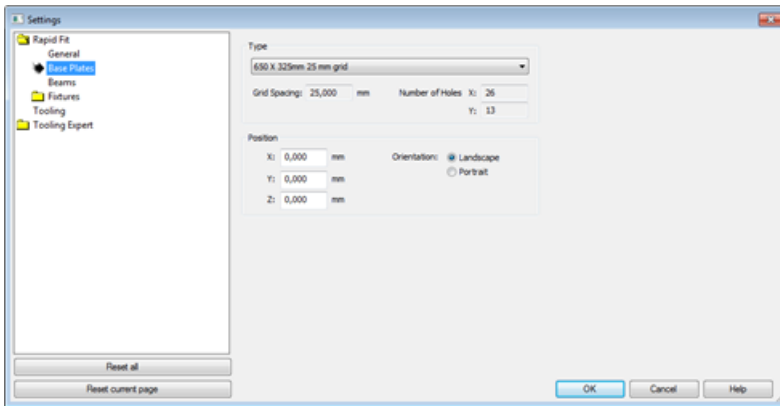 Settings
Rapid Fit
General
Base Plates
Beams
Fixtures
Tooling
Tooling Expert
Reset all
Reset current page
Type
650 X 325mm 25 mm grid
Grid Spacing: 25,000 mm Number of Holes X: 26
Y: 13
Position
X: 0,000 mm Orientation: Landscape
Y: 0,000 mm Portrait
Z: 0,000 mm
OK Cancel Help